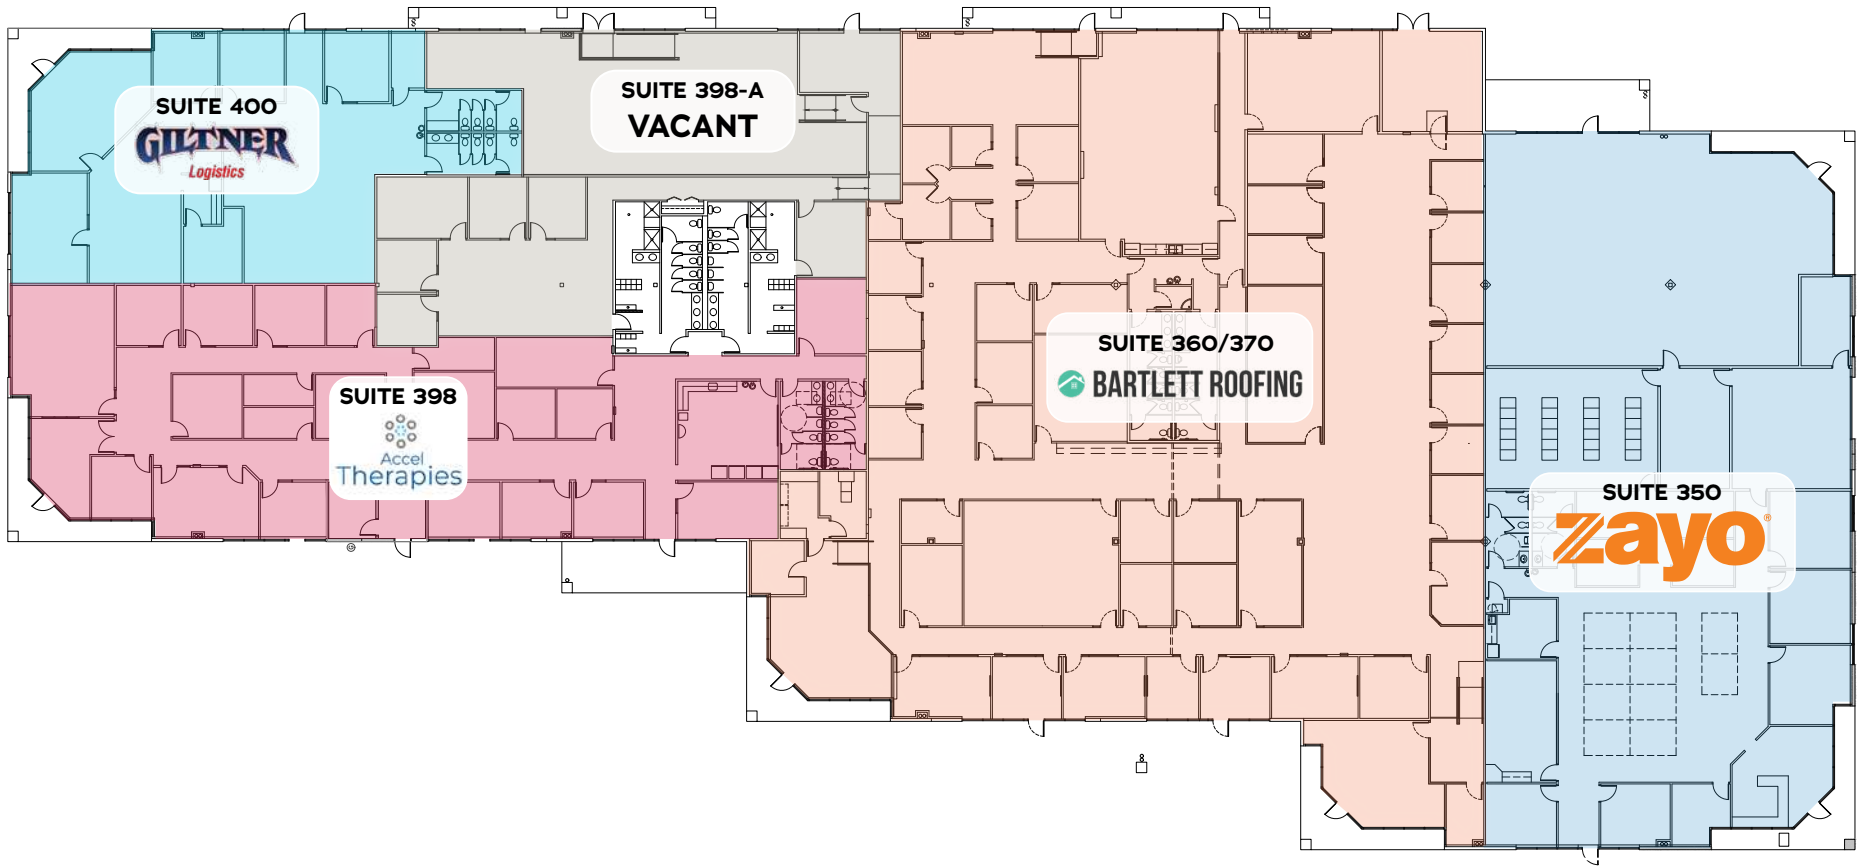 SUITE 400
GILTNER
Logistics
SUITE 398-A
VACANT
SUITE 360/370
BARTLETT ROOFING
SUITE 398
Accel
Therapies
SUITE 350
zayo